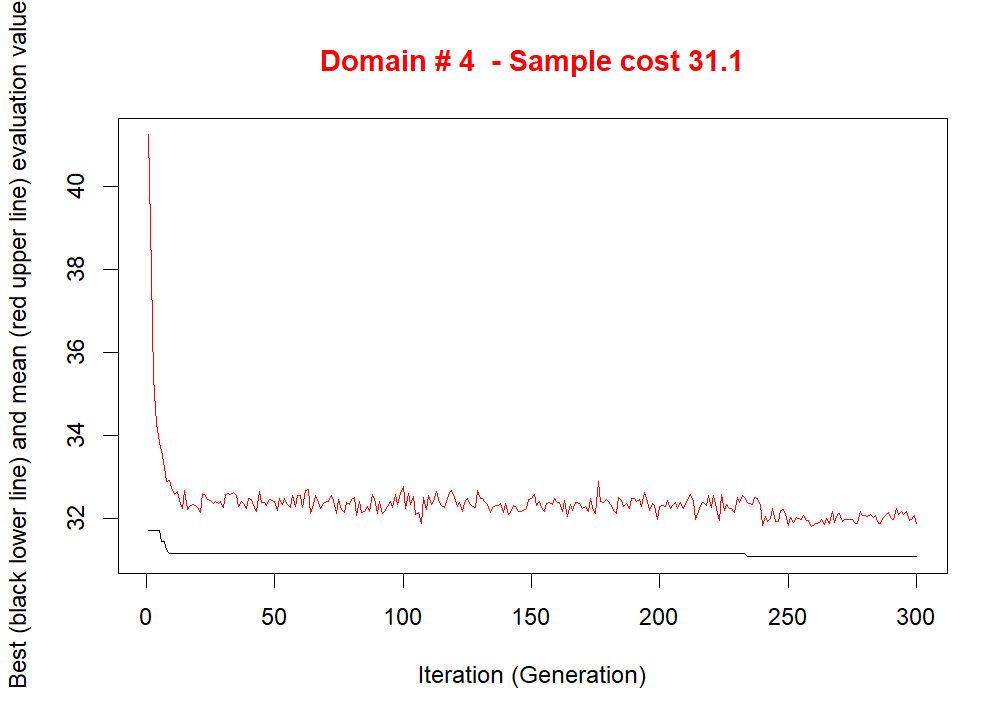 Domain # 4  - Sample cost 31.1
Best (black lower line) and mean (red upper line) evaluation value
40
38
36
34
32
0 50 100 150 200 250 300
Iteration (Generation)